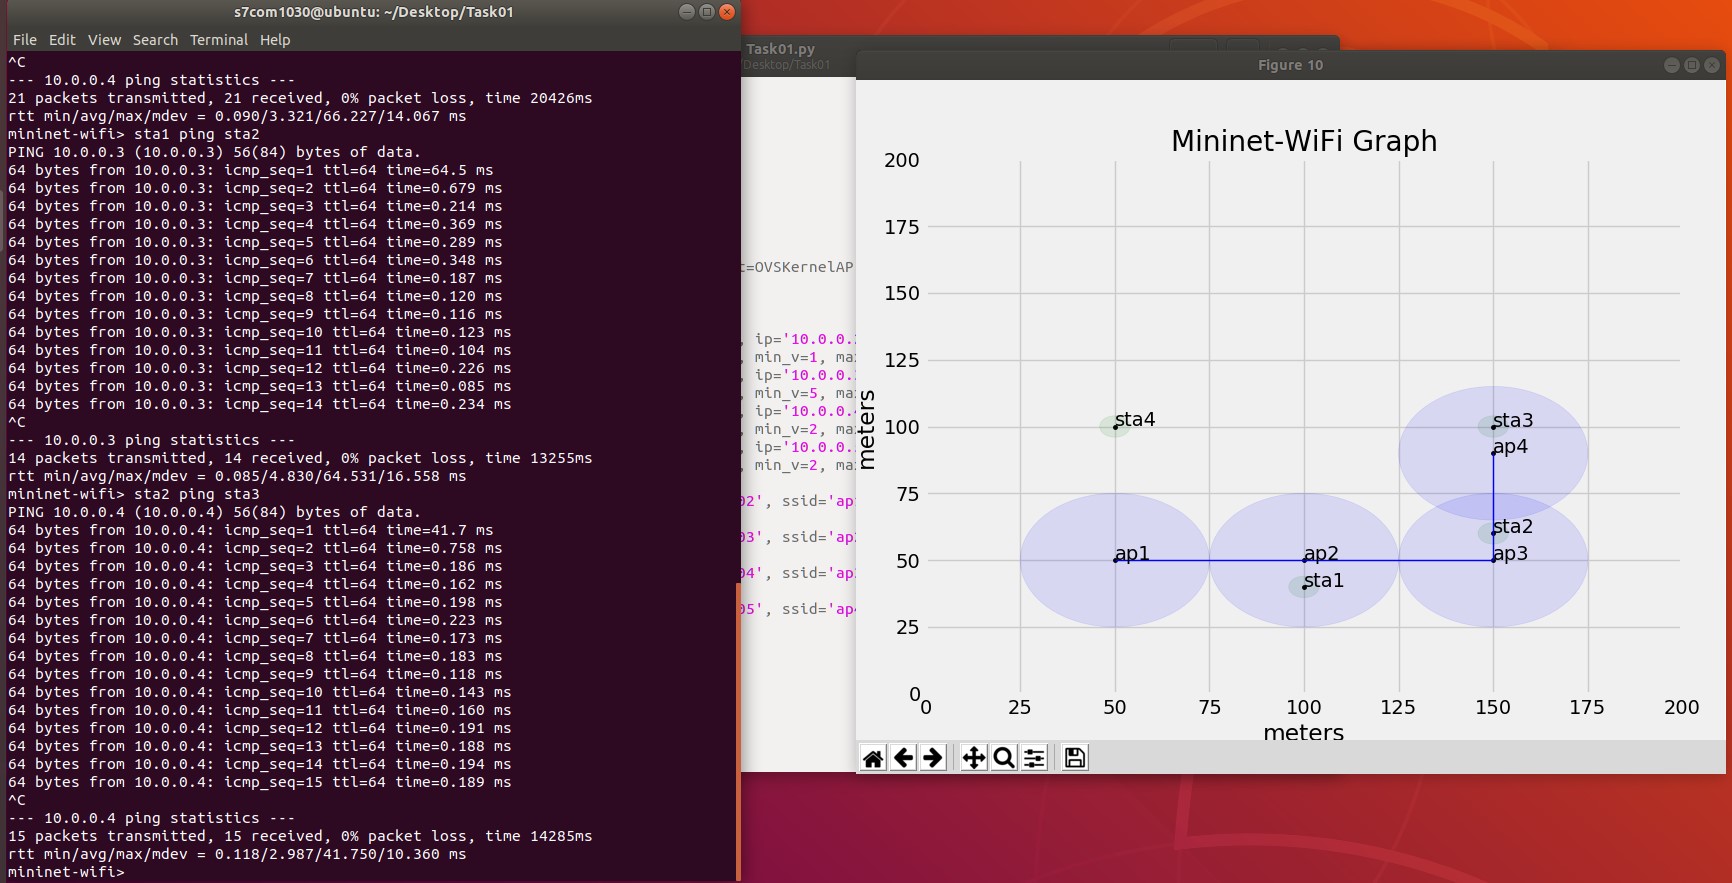 s7com1030@ubuntu: ~/Desktop/Task01
File Edit View Search Terminal Help
^C
--- 10.0.0.4 ping statistics ---
21 packets transmitted, 21 received, 0% packet loss, time 20426ms
rtt min/avg/max/mdev = 0.090/3.321/66.227/14.067 ms
mininet-wifi> sta1 ping sta2
PING 10.0.0.3 (10.0.0.3) 56(84) bytes of data.
64 bytes from 10.0.0.3: icmp_seq=1 ttl=64 time=64.5 ms
64 bytes from 10.0.0.3: icmp_seq=2 ttl=64 time=0.679 ms
64 bytes from 10.0.0.3: icmp_seq=3 ttl=64 time=0.214 ms
64 bytes from 10.0.0.3: icmp_seq=4 ttl=64 time=0.369 ms
64 bytes from 10.0.0.3: icmp_seq=5 ttl=64 time=0.289 ms
64 bytes from 10.0.0.3: icmp_seq=6 ttl=64 time=0.348 ms
64 bytes from 10.0.0.3: icmp_seq=7 ttl=64 time=0.187 ms
64 bytes from 10.0.0.3: icmp_seq=8 ttl=64 time=0.120 ms
64 bytes from 10.0.0.3: icmp_seq=9 ttl=64 time=0.116 ms
64 bytes from 10.0.0.3: icmp_seq=10 ttl=64 time=0.123 ms
64 bytes from 10.0.0.3: icmp_seq=11 ttl=64 time=0.104 ms
64 bytes from 10.0.0.3: icmp_seq=12 ttl=64 time=0.226 ms
64 bytes from 10.0.0.3: icmp_seq=13 ttl=64 time=0.085 ms
64 bytes from 10.0.0.3: icmp_seq=14 ttl=64 time=0.234 ms
^C
--- 10.0.0.3 ping statistics ---
14 packets transmitted, 14 received, 0% packet loss, time 13255ms
rtt min/avg/max/mdev = 0.085/4.830/64.531/16.558 ms
mininet-wifi> sta2 ping sta3
PING 10.0.0.4 (10.0.0.4) 56(84) bytes of data.
64 bytes from 10.0.0.4: icmp_seq=1 ttl=64 time=41.7 ms
64 bytes from 10.0.0.4: icmp_seq=2 ttl=64 time=0.758 ms
64 bytes from 10.0.0.4: icmp_seq=3 ttl=64 time=0.186 ms
64 bytes from 10.0.0.4: icmp_seq=4 ttl=64 time=0.162 ms
64 bytes from 10.0.0.4: icmp_seq=5 ttl=64 time=0.198 ms
64 bytes from 10.0.0.4: icmp_seq=6 ttl=64 time=0.223 ms
64 bytes from 10.0.0.4: icmp_seq=7 ttl=64 time=0.173 ms
64 bytes from 10.0.0.4: icmp_seq=8 ttl=64 time=0.183 ms
64 bytes from 10.0.0.4: icmp_seq=9 ttl=64 time=0.118 ms
64 bytes from 10.0.0.4: icmp_seq=10 ttl=64 time=0.143 ms
64 bytes from 10.0.0.4: icmp_seq=11 ttl=64 time=0.160 ms
64 bytes from 10.0.0.4: icmp_seq=12 ttl=64 time=0.191 ms
64 bytes from 10.0.0.4: icmp_seq=13 ttl=64 time=0.188 ms
64 bytes from 10.0.0.4: icmp_seq=14 ttl=64 time=0.194 ms
64 bytes from 10.0.0.4: icmp_seq=15 ttl=64 time=0.189 ms
^C
--- 10.0.0.4 ping statistics ---
15 packets transmitted, 15 received, 0% packet loss, time 14285ms
rtt min/avg/max/mdev = 0.118/2.987/41.750/10.360 ms
mininet-wifi>
Task01.py
/Desktop/Task01
t=OVSKernelAP
, ip='10.0.0.
, min_v=1, ma
, ip='10.0.0.
, min_v=5, ma
, ip='10.0.0.
, min_v=2, ma
, ip='10.0.0.
, min_v=2, ma
02', ssid='ap
03', ssid='ap
04', ssid='ap
05', ssid='ap
Figure 10
Mininet-WiFi Graph
200
175
150
125
100
75
50
25
0
meters
sta4
sta3
ap4
sta2
ap1
ap2
ap3
sta1
0 25 50 75 100 125 150 175 200
meters